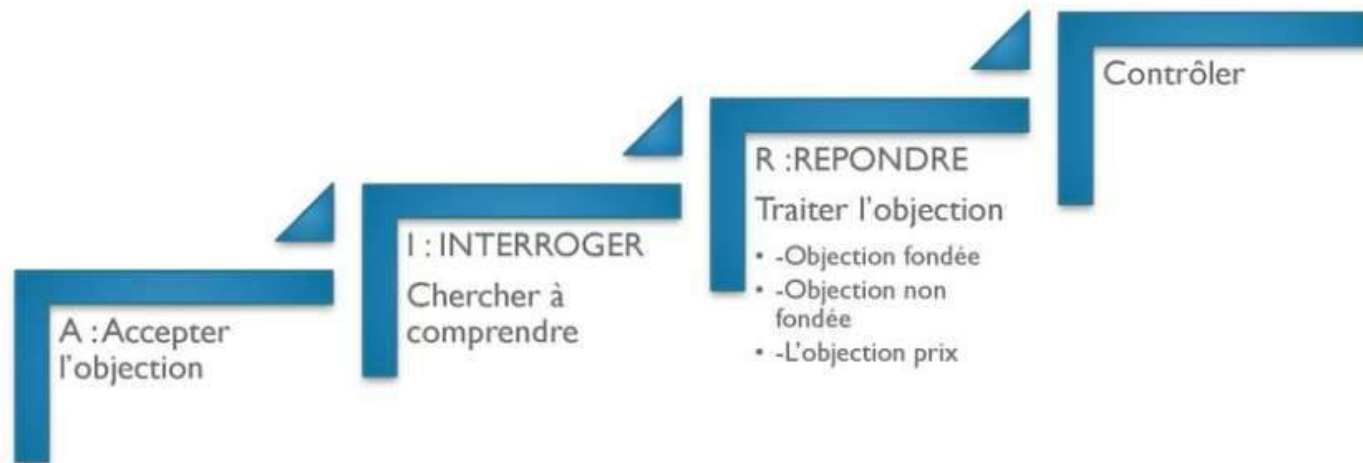 A : Accepter
l'objection
I : INTERROGER
Chercher à
comprendre
R :REPONDRE
Traiter l'objection
• -Objection fondée
• -Objection non
fondée
• -L'objection prix
Contrôler